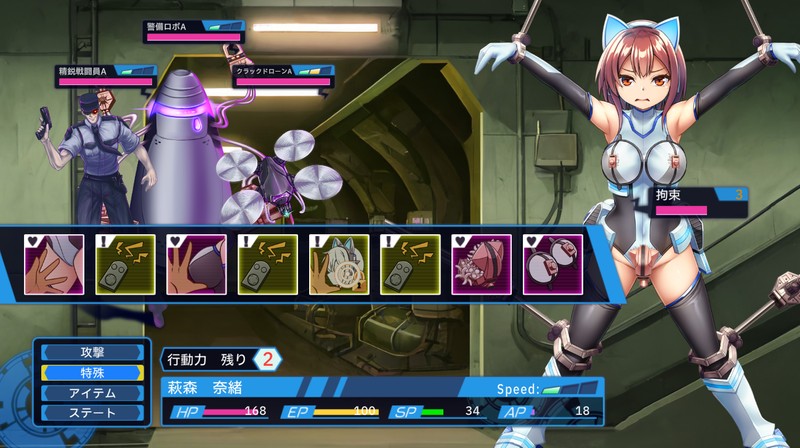 警備ロボA
精鋭戦闘員A
クラックドローンA
拘束 3
攻撃
特殊
アイテム
ステート
行動力 残り 2
萩森 奈緒
Speed:
HP 168 EP 100 SP 34 AP 18